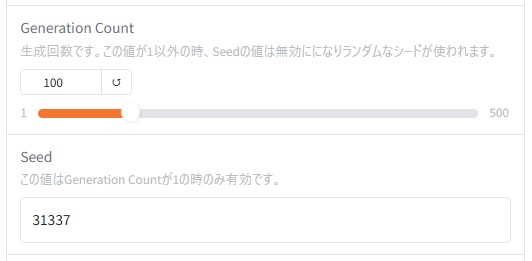 Generation Count
生成回数です。この値が1以外の時、Seedの値は無効にになりランダムなシードが使われます。
100 ↺
1 500
Seed
この値はGeneration Countが1の時のみ有効です。
31337